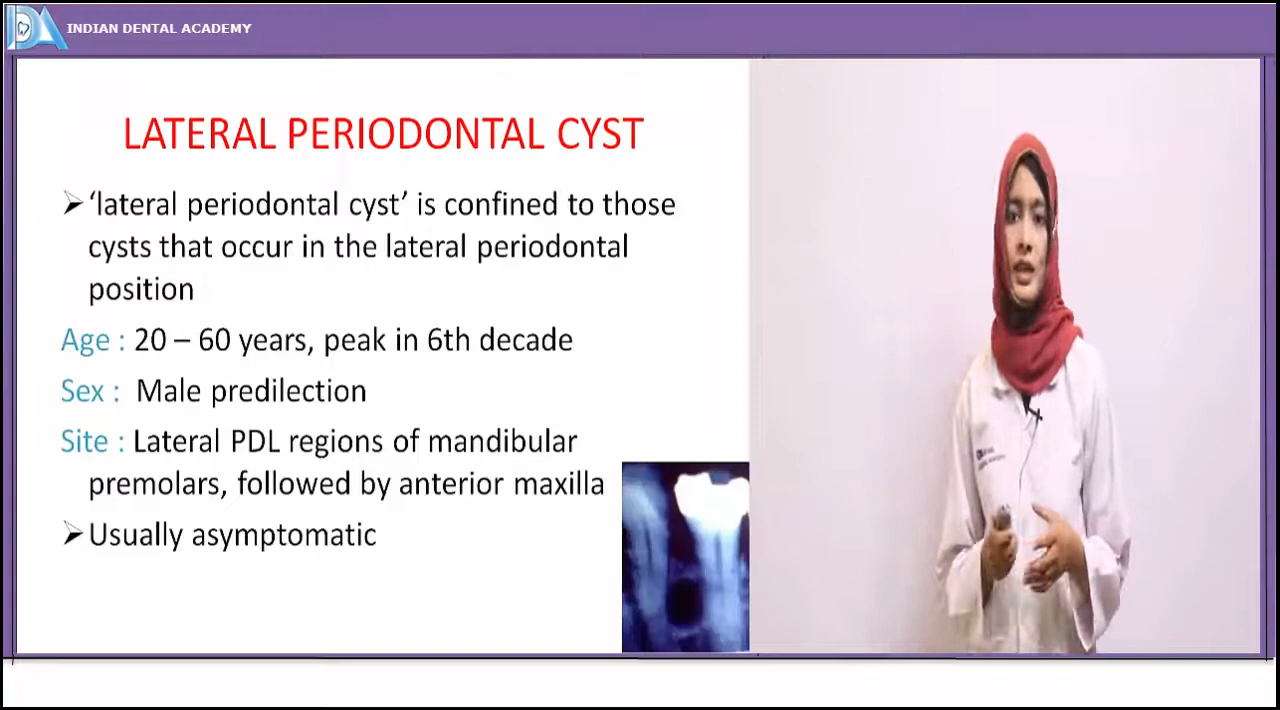 INDIAN DENTAL ACADEMY
LATERAL PERIODONTAL CYST
‘lateral periodontal cyst’ is confined to those
cysts that occur in the lateral periodontal
position
Age : 20 – 60 years, peak in 6th decade
Sex : Male predilection
Site : Lateral PDL regions of mandibular
premolars, followed by anterior maxilla
Usually asymptomatic